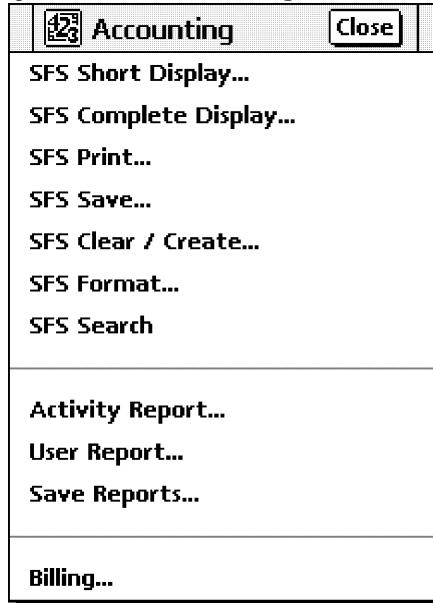 Accounting Close
SFS Short Display...
SFS Complete Display...
SFS Print...
SFS Save...
SFS Clear / Create...
SFS Format...
SFS Search
Activity Report...
User Report...
Save Reports...
Billing...